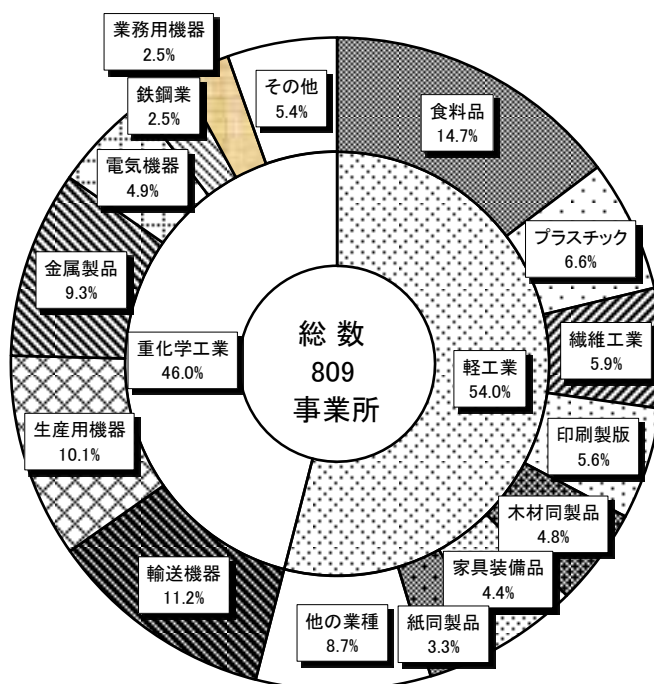 業務用機器
2.5%
その他
5.4%
鉄鋼業
2.5%
食料品
14.7%
電気機器
4.9%
プラスチック
6.6%
金属製品
9.3%
繊維工業
5.9%
重化学工業
46.0%
総数
809
事業所
軽工業
54.0%
生産用機器
10.1%
印刷製版
5.6%
木材同製品
4.8%
輸送機器
11.2%
家具装備品
4.4%
他の業種
8.7%
紙同製品
3.3%